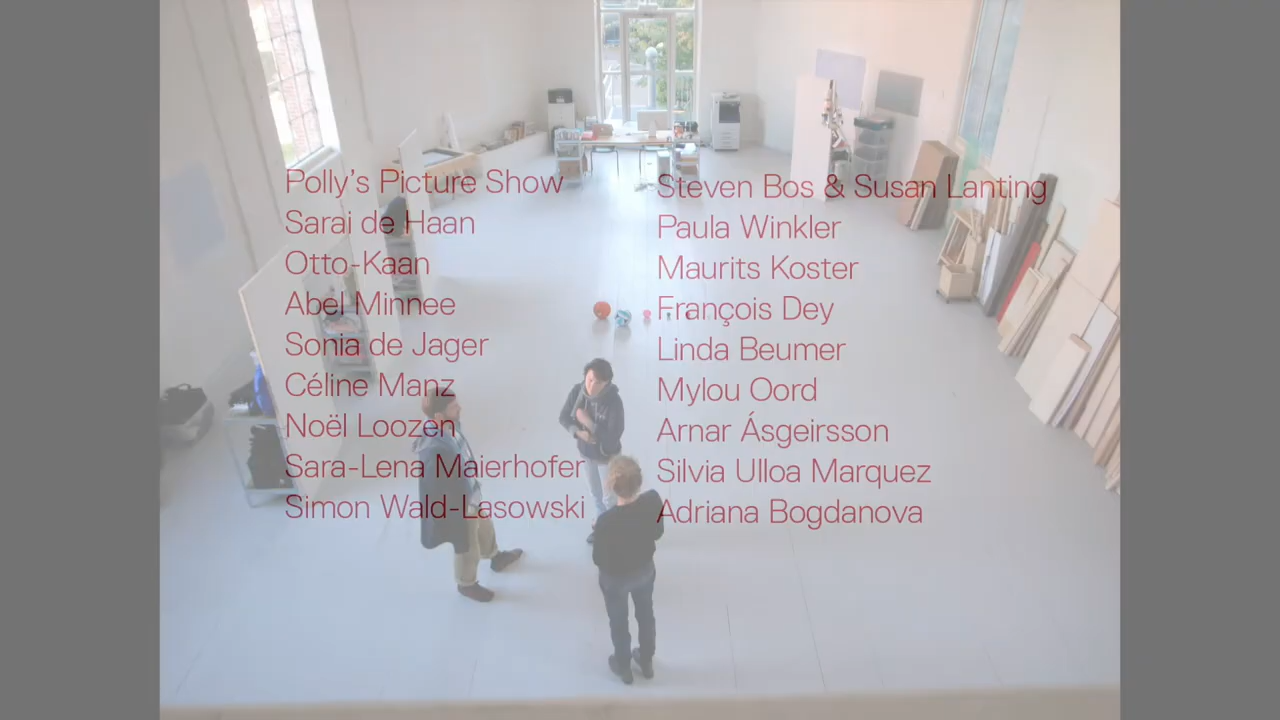 Polly's Picture Show
Sarai de Haan
Otto-Kaan
Abel Minnee
Sonia de Jager
Céline Manz
Noël Loozen
Sara-Lena Maierhofer
Simon Wald-Lasowski
Steven Bos & Susan Lanting
Paula Winkler
Maurits Koster
François Dey
Linda Beumer
Mylou Oord
Arnar Ásgeirsson
Silvia Ulloa Marquez
Adriana Bogdanova